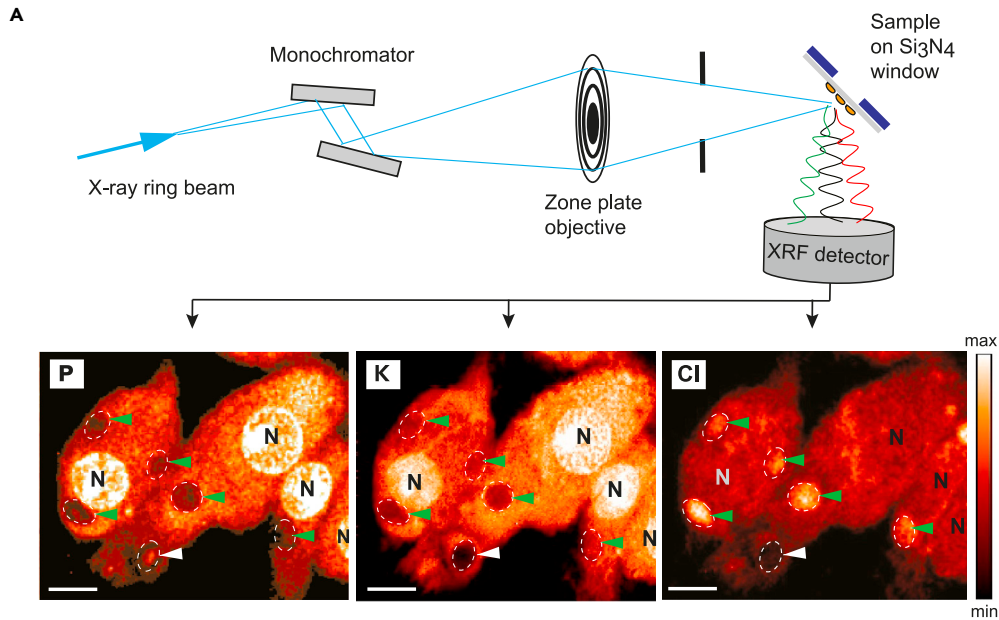 A
Monochromator
Sample
on Si3N4
window
X-ray ring beam
Zone plate
objective
XRF detector
max
P
K
Cl
N
N
N
N
N
N
N
N
N
N
N
N
min